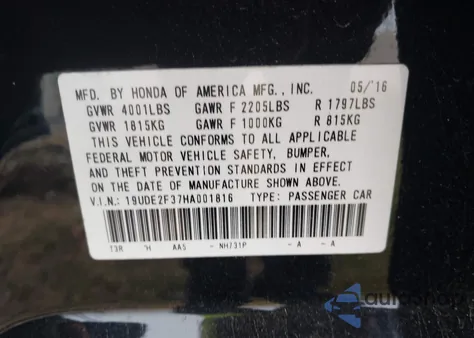 MFD. BY HONDA OF AMERICA MFG., INC. 05/'16
GVWR 4001LBS GAWR F 2205LBS R 1797LBS
GVWR 1815KG GAWR F 1000KG R 815KG
THIS VEHICLE CONFORMS TO ALL APPLICABLE
FEDERAL MOTOR VEHICLE SAFETY, BUMPER,
AND THEFT PREVENTION STANDARDS IN EFFECT
ON THE DATE OF MANUFACTURE SHOWN ABOVE.
V.I.N.: 19UDE2F37HA001816 TYPE: PASSENGER CAR
T3R AA5 - NH731P - A - A